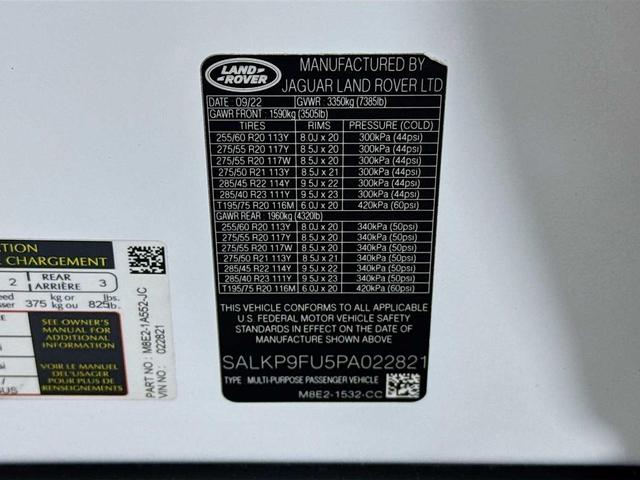 LAND ROVER
MANUFACTURED BY
JAGUAR LAND ROVER LTD
DATE : 09/22 GVWR : 3350kg (7385lb)
GAWR FRONT : 1590kg (3505lb)
TIRES RIMS PRESSURE (COLD)
255/60 R20 113Y 8.0J x 20 300kPa (44psi)
275/55 R20 117Y 8.5J x 20 300kPa (44psi)
275/55 R20 117W 8.5J x 20 300kPa (44psi)
275/50 R21 113Y 8.5J x 21 300kPa (44psi)
285/45 R22 114Y 9.5J x 22 300kPa (44psi)
285/40 R23 111Y 9.5J x 23 300kPa (44psi)
T195/75 R20 116M 6.0J x 20 420kPa (60psi)
GAWR REAR : 1960kg (4320lb)
255/60 R20 113Y 8.0J x 20 340kPa (50psi)
275/55 R20 117Y 8.5J x 20 340kPa (50psi)
275/55 R20 117W 8.5J x 20 340kPa (50psi)
275/50 R21 113Y 8.5J x 21 340kPa (50psi)
285/45 R22 114Y 9.5J x 22 340kPa (50psi)
285/40 R23 111Y 9.5J x 23 340kPa (50psi)
T195/75 R20 116M 6.0J x 20 420kPa (60psi)
THIS VEHICLE CONFORMS TO ALL APPLICABLE
U.S. FEDERAL MOTOR VEHICLE SAFETY
STANDARDS IN EFFECT ON THE DATE OF
MANUFACTURE SHOWN ABOVE.
SALKP9FU5PA022821
TYPE : MULTI-PURPOSE PASSENGER VEHICLE
M8E2-1532-CC
CHARGEMENT
2 REAR ARRIÈRE 3
375 kg or kg ou 825 lbs. lb.
SEE OWNER'S
MANUAL FOR
ADDITIONAL
INFORMATION
VOIR LE MANUEL
DE L'USAGER
POUR PLUS DE
RENSEIGNEMENTS
PART NO : M8E2-1A552-JC
VIN NO : 022821